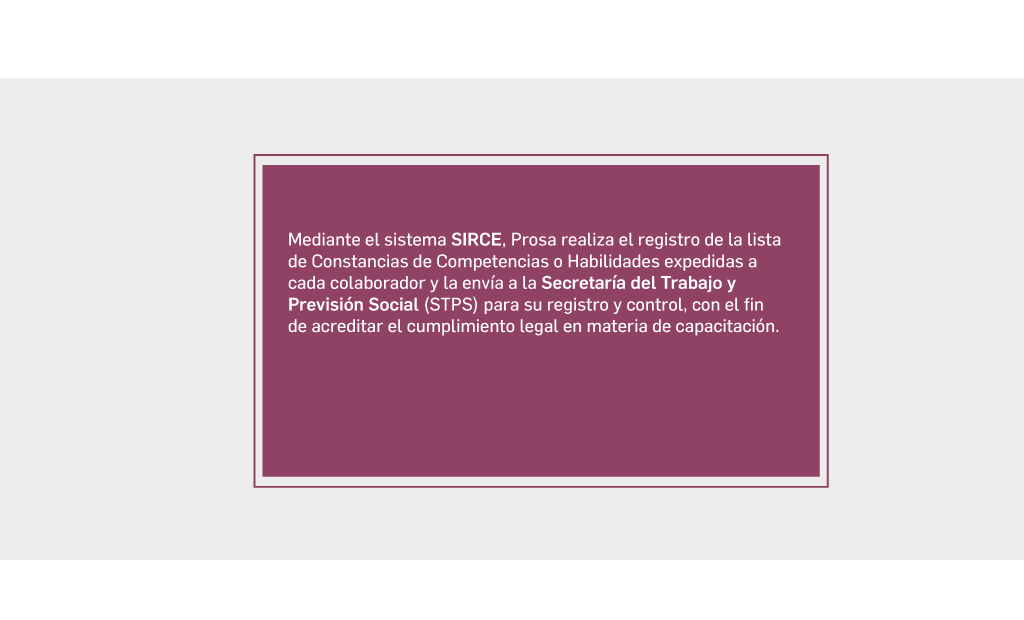 Mediante el sistema SIRCE, Prosa realiza el registro de la lista
de Constancias de Competencias o Habilidades expedidas a
cada colaborador y la envía a la Secretaría del Trabajo y
Previsión Social (STPS) para su registro y control, con el fin
de acreditar el cumplimiento legal en materia de capacitación.